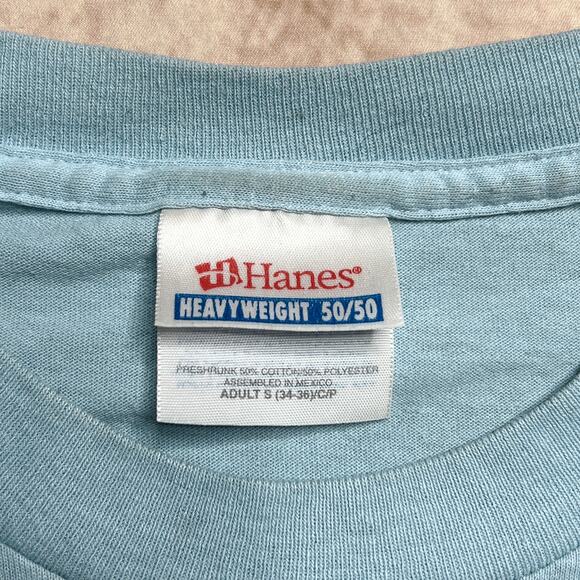 Hanes®
HEAVYWEIGHT 50/50
PRESHRUNK 50% COTTON/50% POLYESTER
ASSEMBLED IN MEXICO
ADULT S (34-36)/C/P